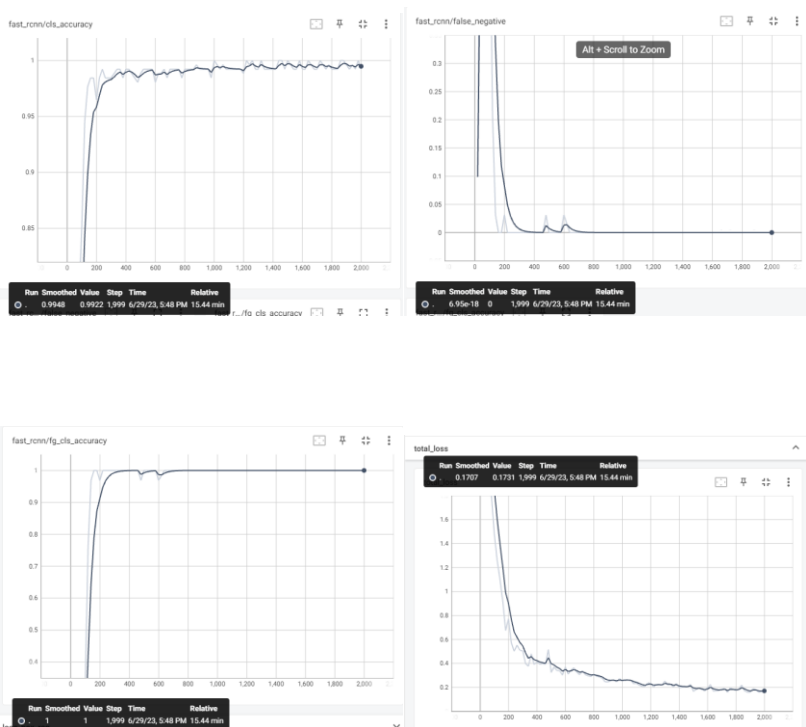 fast_rcnn/cls_accuracy
1
0.95
0.9
0.85
0 200 400 600 800 1,000 1,200 1,400 1,600 1,800 2,000
Run Smoothed Value Step Time Relative
. 0.9948 0.9922 1,999 6/29/23, 5:48 PM 15.44 min
fast_r.../fg_cls_accuracy
fast_rcnn/false_negative
Alt + Scroll to Zoom
0.3
0.25
0.2
0.15
0.1
0.05
0
0 200 400 600 800 1,000 1,200 1,400 1,600 1,800 2,000
Run Smoothed Value Step Time Relative
. 6.95e-18 0 1,999 6/29/23, 5:48 PM 15.44 min
fast_rcnn/fg_cls_accuracy
1
0.9
0.8
0.7
0.6
0.5
0.4
0 200 400 600 800 1,000 1,200 1,400 1,600 1,800 2,000
Run Smoothed Value Step Time Relative
. 1 1 1,999 6/29/23, 5:48 PM 15.44 min
total_loss
Run Smoothed Value Step Time Relative
. 0.1707 0.1731 1,999 6/29/23, 5:48 PM 15.44 min
1.6
1.4
1.2
1
0.8
0.6
0.4
0.2
0 200 400 600 800 1,000 1,200 1,400 1,600 1,800 2,000